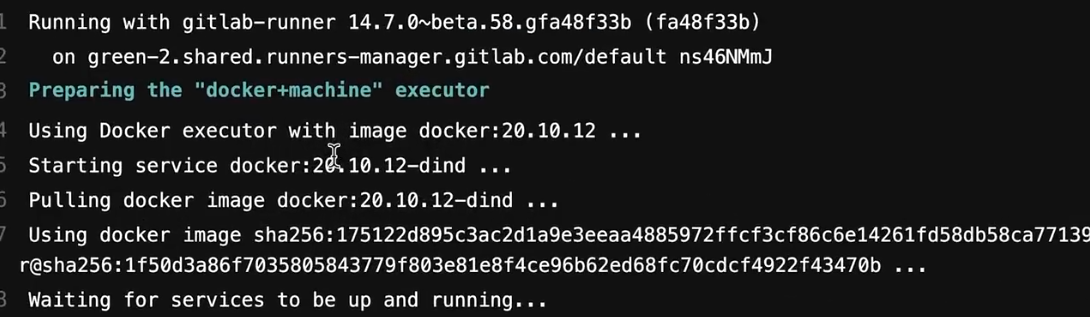 1 Running with gitlab-runner 14.7.0~beta.58.gfa48f33b (fa48f33b)
2 on green-2.shared.runners-manager.gitlab.com/default ns46NMmJ
3 Preparing the "docker+machine" executor
4 Using Docker executor with image docker:20.10.12 ...
5 Starting service docker:20.10.12-dind ...
6 Pulling docker image docker:20.10.12-dind ...
7 Using docker image sha256:175122d895c3ac2d1a9e3eeaa4885972ffcf3cf86c6e14261fd58db58ca77139
r@sha256:1f50d3a86f7035805843779f803e81e8f4ce96b62ed68fc70cdcf4922f43470b ...
8 Waiting for services to be up and running...